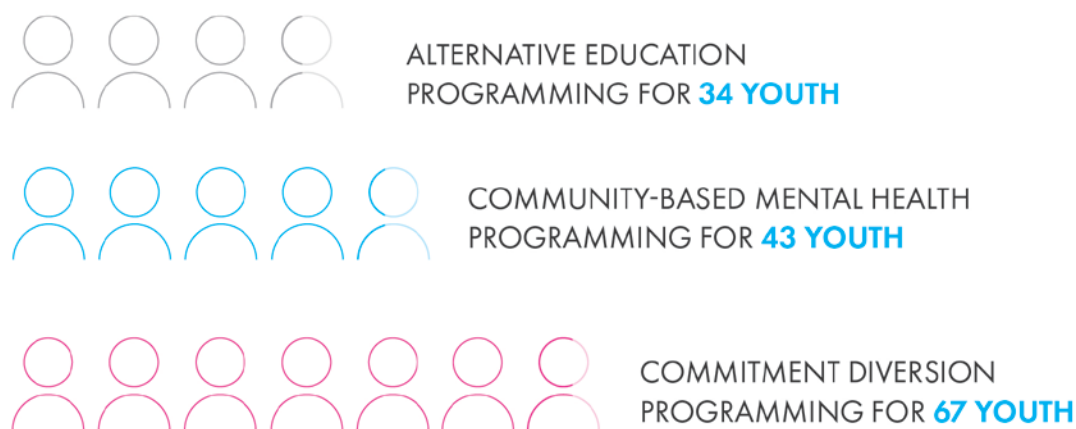 ALTERNATIVE EDUCATION
PROGRAMMING FOR 34 YOUTH
COMMUNITY-BASED MENTAL HEALTH
PROGRAMMING FOR 43 YOUTH
COMMITMENT DIVERSION
PROGRAMMING FOR 67 YOUTH